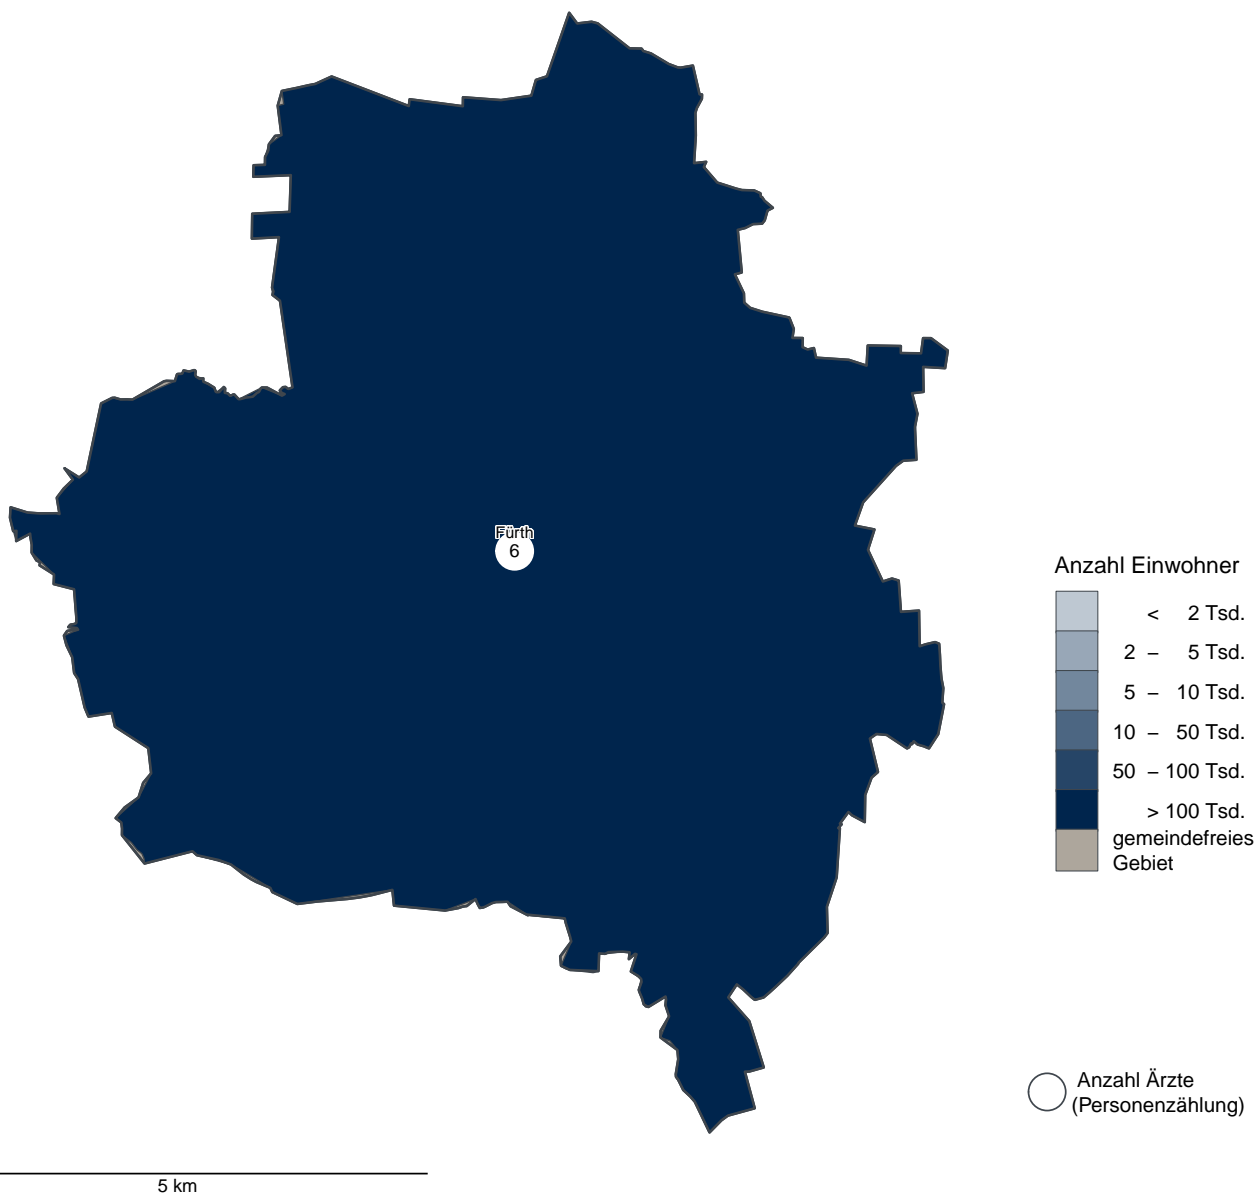 Fürth
6
Anzahl Einwohner
< 2 Tsd.
2 – 5 Tsd.
5 – 10 Tsd.
10 – 50 Tsd.
50 – 100 Tsd.
> 100 Tsd.
gemeindefreies
Gebiet
Anzahl Ärzte
(Personenzählung)
5 km